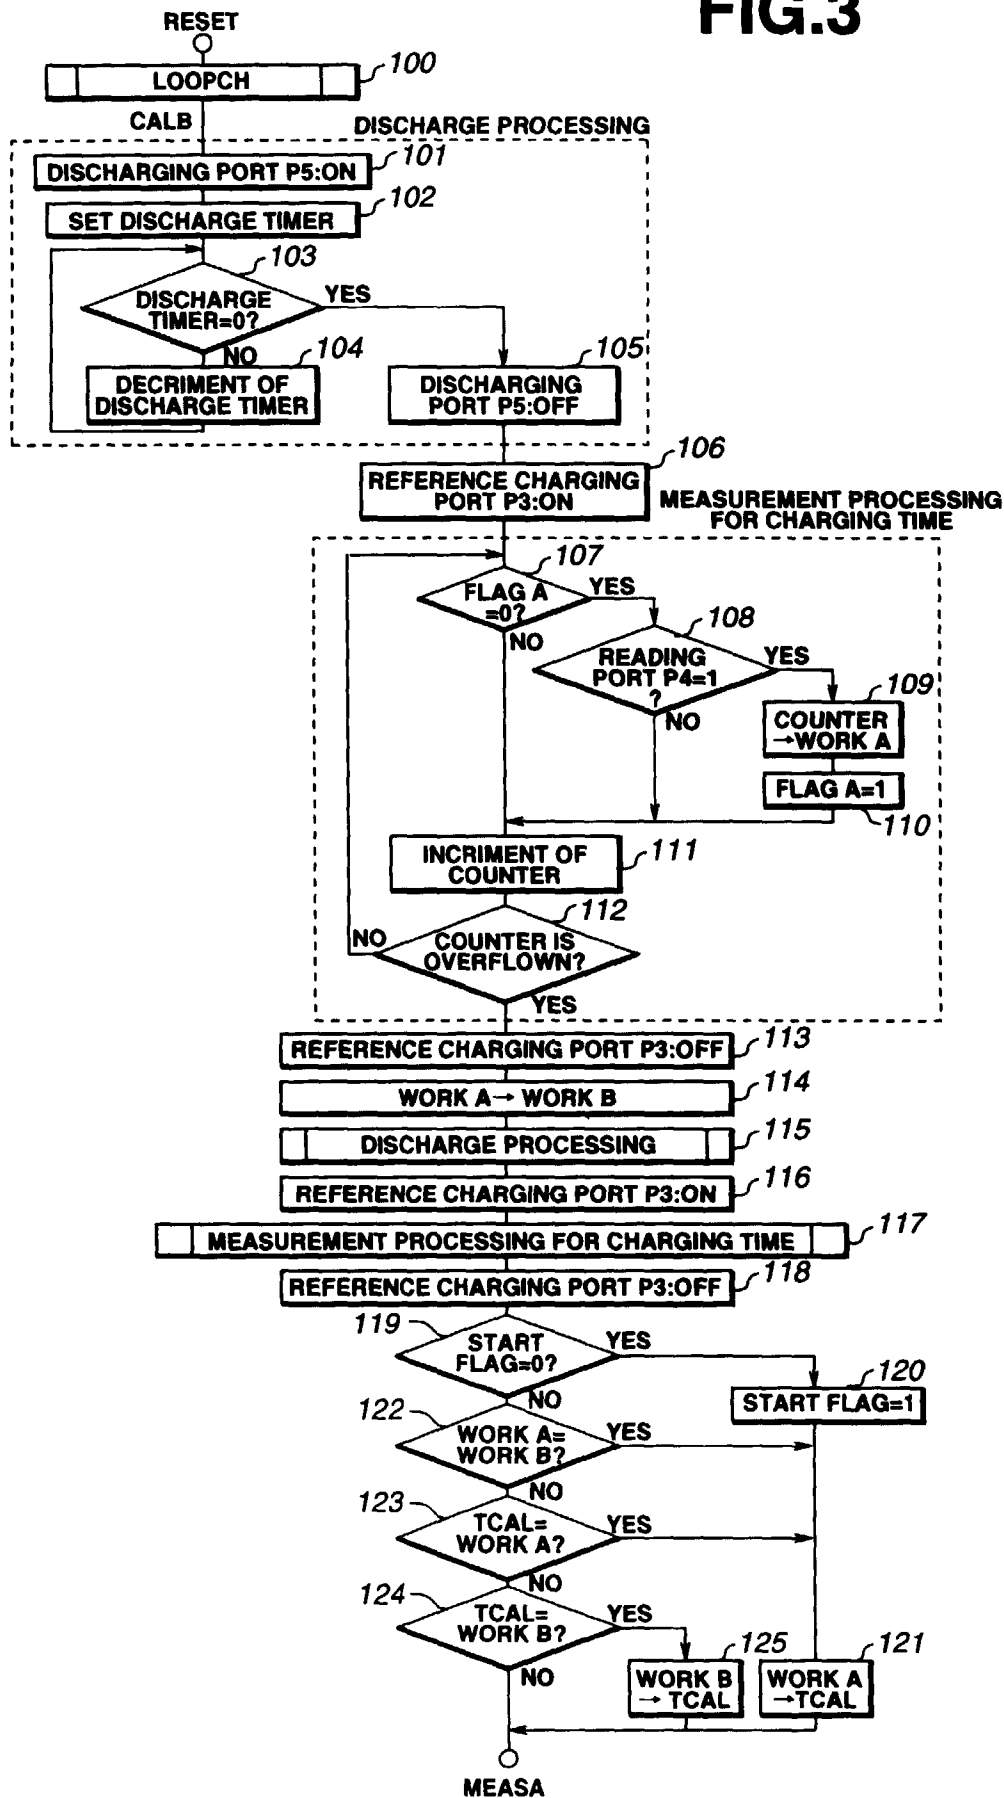 FIG.3
RESET
LOOPCH
100
CALB
DISCHARGE PROCESSING
DISCHARGING PORT P5:ON
101
SET DISCHARGE TIMER
102
103
DISCHARGE
TIMER=0?
YES
NO
104
DECRIMENT OF
DISCHARGE TIMER
105
DISCHARGING
PORT P5:OFF
106
REFERENCE CHARGING
PORT P3:ON
MEASUREMENT PROCESSING
FOR CHARGING TIME
107
FLAG A
=0?
YES
NO
108
READING
PORT P4=1
?
YES
NO
109
COUNTER
→WORK A
FLAG A=1
110
INCRIMENT OF
COUNTER
111
112
COUNTER IS
OVERFLOWN?
NO
YES
REFERENCE CHARGING PORT P3:OFF
113
WORK A→ WORK B
114
DISCHARGE PROCESSING
115
REFERENCE CHARGING PORT P3:ON
116
MEASUREMENT PROCESSING FOR CHARGING TIME
117
REFERENCE CHARGING PORT P3:OFF
118
119
START
FLAG=0?
YES
NO
120
START FLAG=1
122
WORK A=
WORK B?
YES
NO
123
TCAL=
WORK A?
YES
NO
124
TCAL=
WORK B?
YES
NO
125
WORK B
→ TCAL
121
WORK A
→TCAL
MEASA